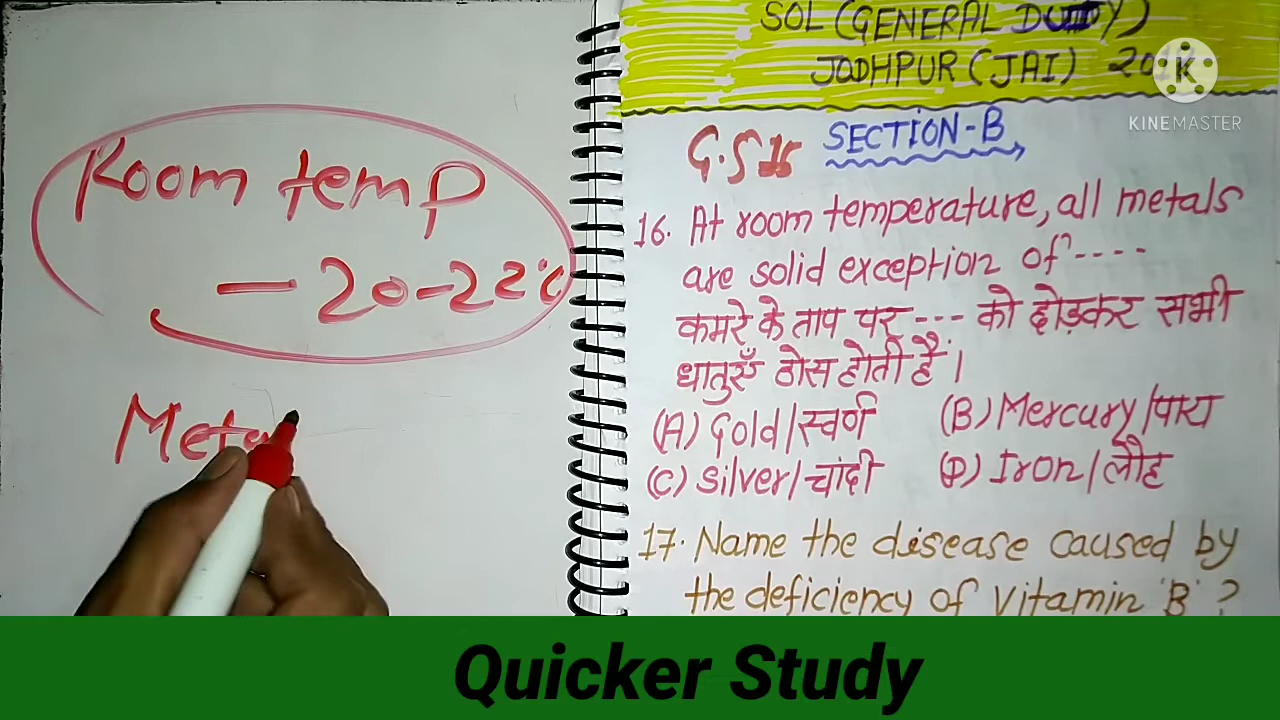 Room temp
- 20-22°C
Meta
SOL (GENERAL DUTY)
JODHPUR (JAI)
KINEMASTER
G.S
SECTION-B
16. At room temperature, all metals
are solid exception of ----
कमरे के ताप पर --- को छोड़कर सभी
धातुएँ ठोस होती हैं।
(A) Gold/स्वर्ण (B) Mercury/पारा
(C) Silver/चांदी (D) Iron/लौह
17. Name the disease caused by
the deficiency of Vitamin 'B' ?
Quicker Study